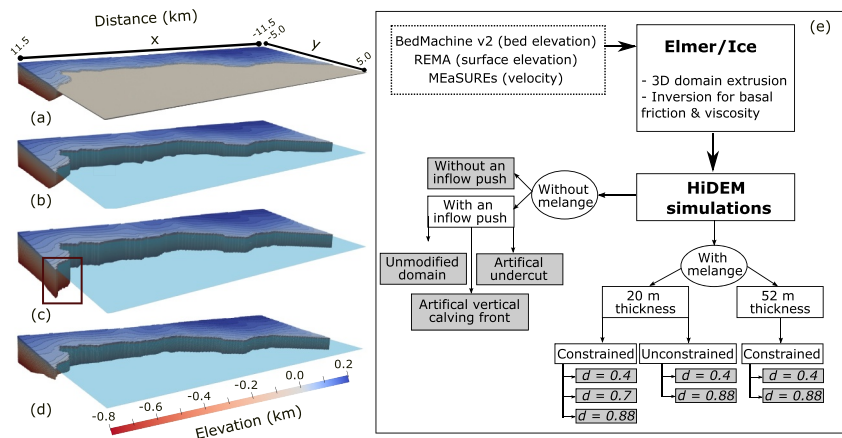 Distance (km)
11.5
x
-11.5
-5.0
y
5.0
(a)
(b)
(c)
(d)
-0.8
-0.6
-0.4
-0.2
0.0
0.2
Elevation (km)
(e)
BedMachine v2 (bed elevation)
REMA (surface elevation)
MEaSUREs (velocity)
Elmer/Ice
- 3D domain extrusion
- Inversion for basal
friction & viscosity
HiDEM
simulations
Without
melange
Without an
inflow push
With an
inflow push
Unmodified
domain
Artifical
undercut
Artifical vertical
calving front
With
melange
20 m
thickness
52 m
thickness
Constrained
d = 0.4
d = 0.7
d = 0.88
Unconstrained
d = 0.4
d = 0.88
Constrained
d = 0.4
d = 0.88